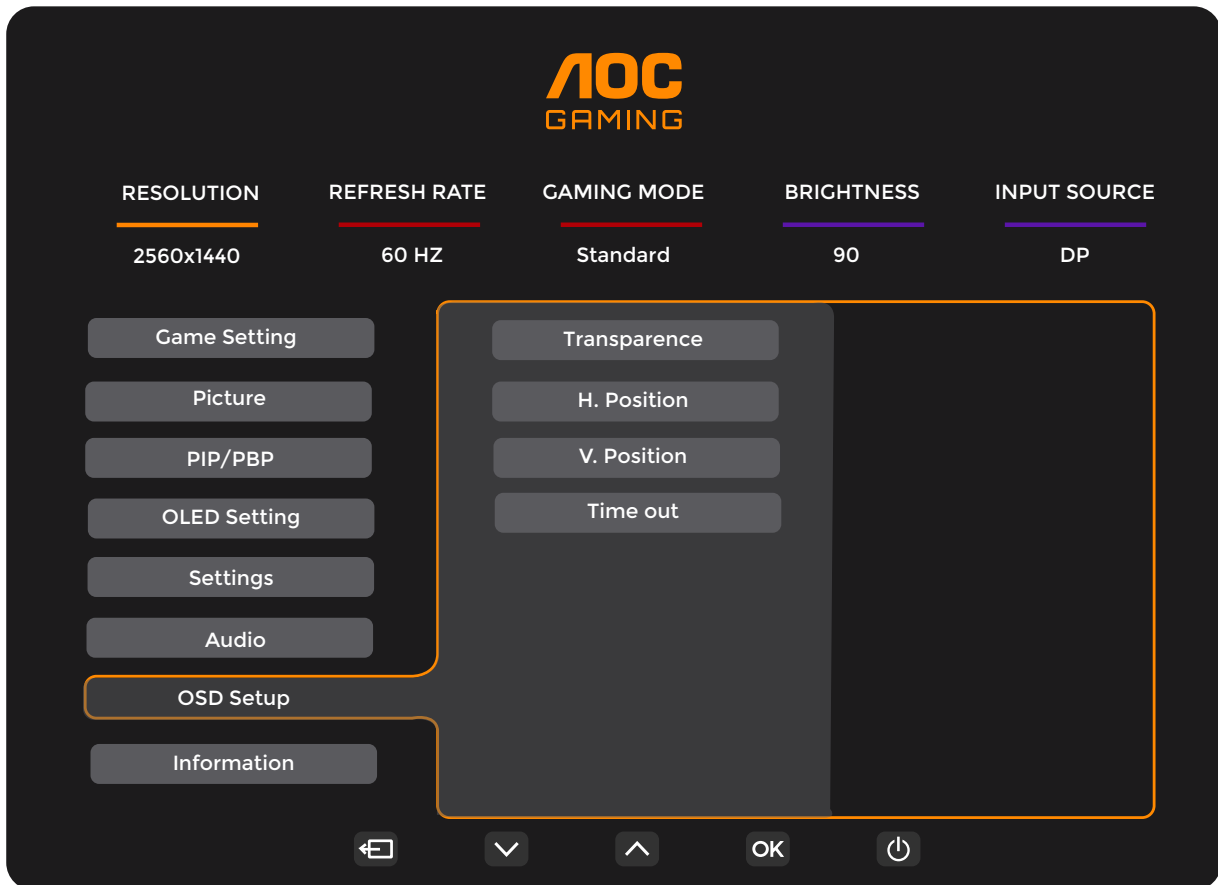 AOC
GAMING
RESOLUTION REFRESH RATE GAMING MODE BRIGHTNESS INPUT SOURCE
2560x1440 60 HZ Standard 90 DP
Game Setting
Picture
PIP/PBP
OLED Setting
Settings
Audio
OSD Setup
Information
Transparence
H. Position
V. Position
Time out
OK